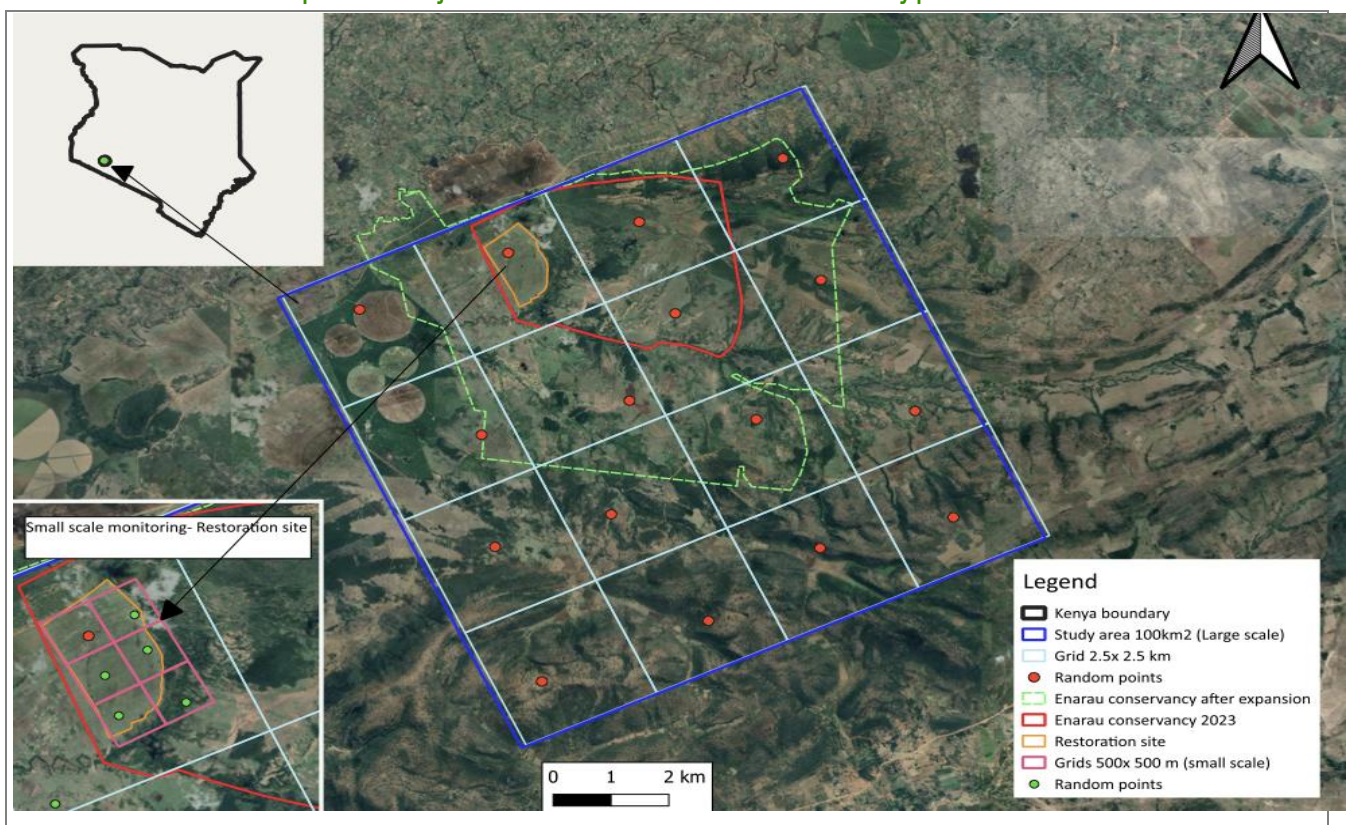 Small scale monitoring- Restoration site
0 1 2 km
Legend
Kenya boundary
Study area 100km2 (Large scale)
Grid 2.5x 2.5 km
Random points
Enarau conservancy after expansion
Enarau conservancy 2023
Restoration site
Grids 500x 500 m (small scale)
Random points